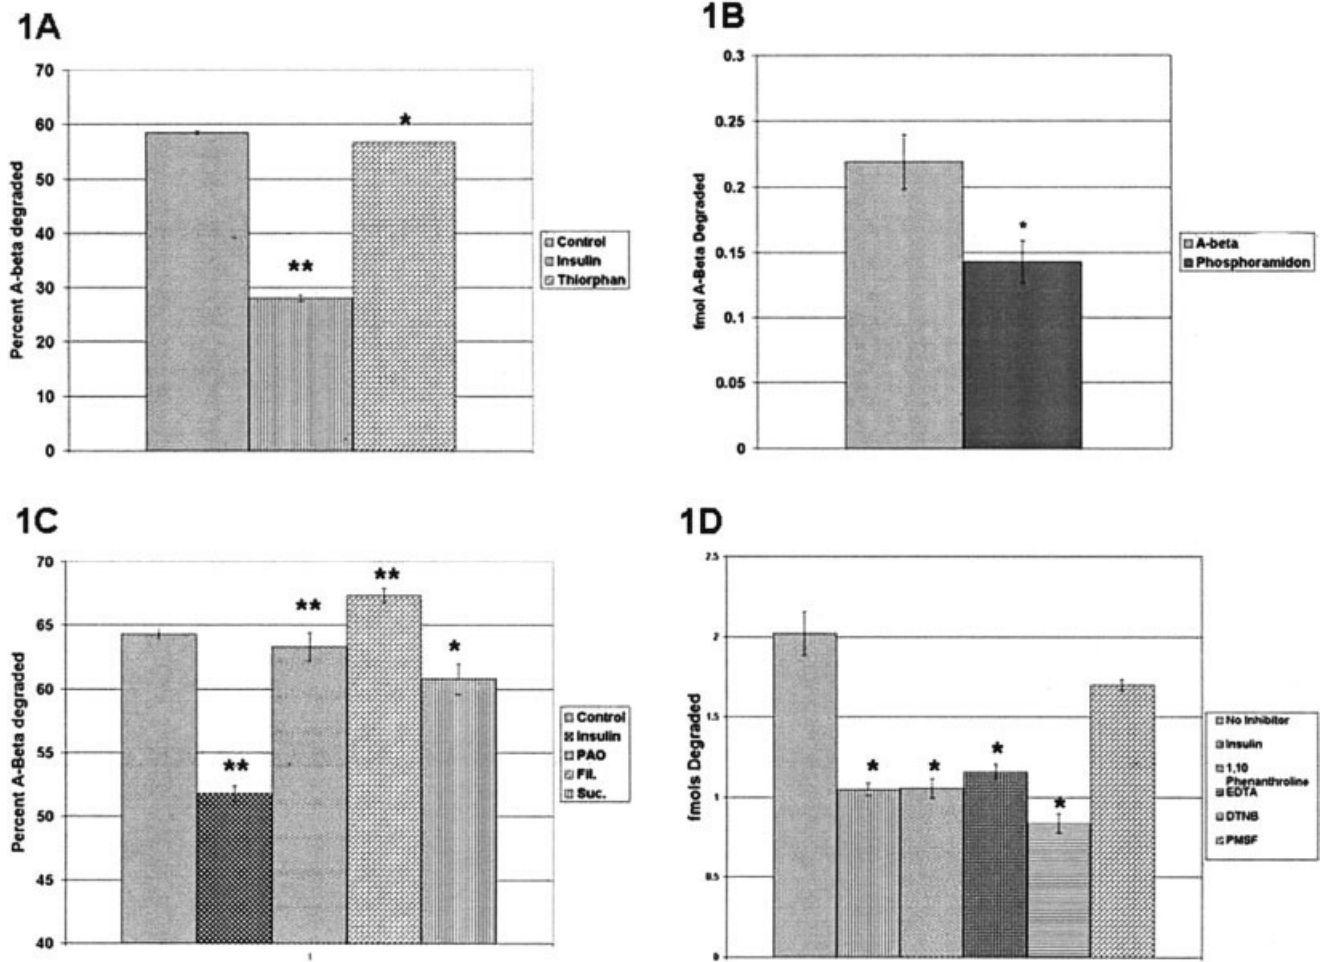 1A
Percent A-beta degraded
70
60
50
40
30
20
10
0
**
*
Control
Insulin
Thiorphan
1B
fmol A-Beta Degraded
0.3
0.25
0.2
0.15
0.1
0.05
0
*
A-beta
Phosphoramidon
1C
Percent A-Beta degraded
70
65
60
55
50
45
40
**
**
**
*
1
Control
Insulin
PAO
Fil.
Suc.
1D
fmols Degraded
2.5
2
1.5
1
0.5
0
*
*
*
*
No Inhibitor
Insulin
1,10
Phenanthroline
EDTA
DTNB
PMSF